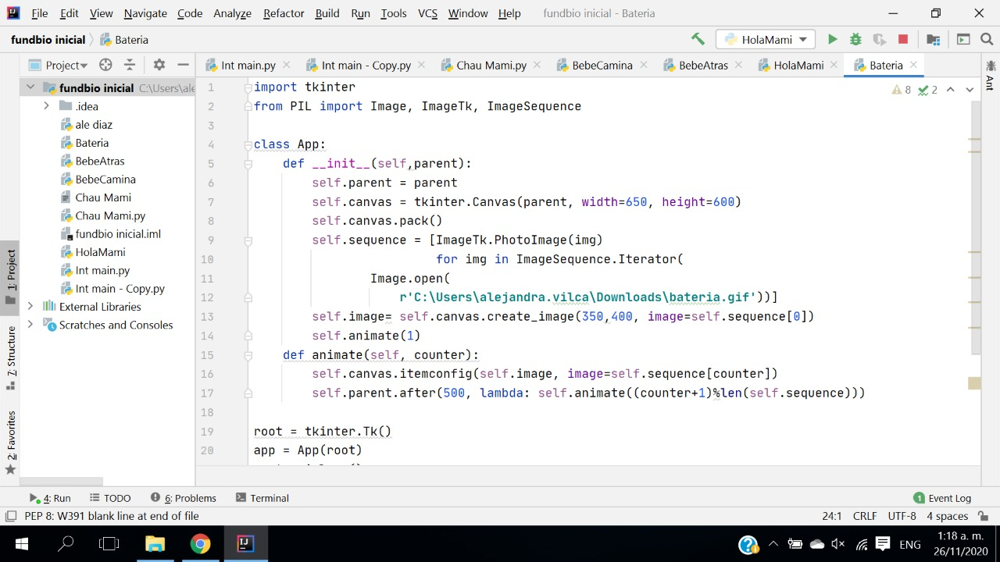 File Edit View Navigate Code Analyze Refactor Build Run Tools VCS Window Help fundbio inicial - Bateria
fundbio inicial Bateria HolaMami
Project Int main.py Int main - Copy.py Chau Mami.py BebeCamina BebeAtras HolaMami Bateria
fundbio inicial C:\Users\ale
.idea
ale diaz
Bateria
BebeAtras
BebeCamina
Chau Mami
Chau Mami.py
fundbio inicial.iml
HolaMami
Int main.py
Int main - Copy.py
External Libraries
Scratches and Consoles
1: Project
7: Structure
2: Favorites
8 2
Ant
1 import tkinter
2 from PIL import Image, ImageTk, ImageSequence
3
4 class App:
5 def __init__(self,parent):
6 self.parent = parent
7 self.canvas = tkinter.Canvas(parent, width=650, height=600)
8 self.canvas.pack()
9 self.sequence = [ImageTk.PhotoImage(img)
10 for img in ImageSequence.Iterator(
11 Image.open(
12 r'C:\Users\alejandra.vilca\Downloads\bateria.gif'))]
13 self.image= self.canvas.create_image(350,400, image=self.sequence[0])
14 self.animate(1)
15 def animate(self, counter):
16 self.canvas.itemconfig(self.image, image=self.sequence[counter])
17 self.parent.after(500, lambda: self.animate((counter+1)%len(self.sequence)))
18
19 root = tkinter.Tk()
20 app = App(root)
4: Run TODO 6: Problems Terminal 1 Event Log
PEP 8: W391 blank line at end of file 24:1 CRLF UTF-8 4 spaces
ENG 1:18 a. m.
26/11/2020